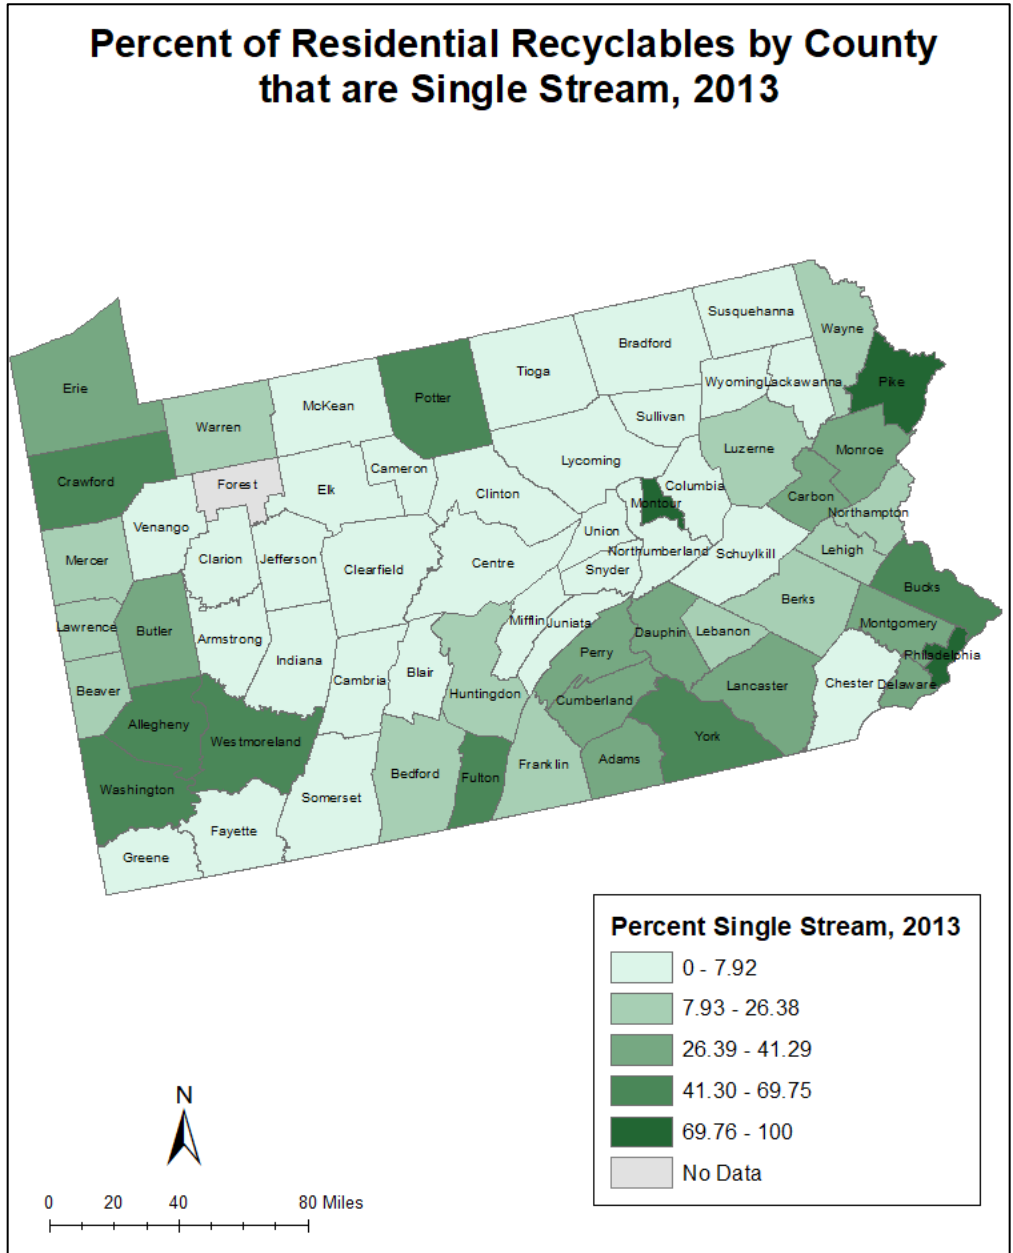 Percent of Residential Recyclables by County
that are Single Stream, 2013
Susquehanna
Wayne
Bradford
Tioga
Wyoming
Lackawanna
Pike
Erie
Potter
McKean
Sullivan
Warren
Luzerne
Monroe
Lycoming
Cameron
Crawford
Forest
Elk
Columbia
Clinton
Carbon
Montour
Northampton
Venango
Union
Northumberland
Schuylkill
Lehigh
Mercer
Clarion
Jefferson
Centre
Clearfield
Snyder
Bucks
Berks
Mifflin
Juniata
Montgomery
Lawrence
Butler
Dauphin
Lebanon
Armstrong
Perry
Philadelphia
Indiana
Blair
Cambria
Chester
Delaware
Lancaster
Beaver
Huntingdon
Cumberland
Allegheny
York
Westmoreland
Adams
Franklin
Bedford
Fulton
Washington
Somerset
Fayette
Greene
Percent Single Stream, 2013
0 - 7.92
7.93 - 26.38
26.39 - 41.29
41.30 - 69.75
69.76 - 100
No Data
N
0 20 40 80 Miles